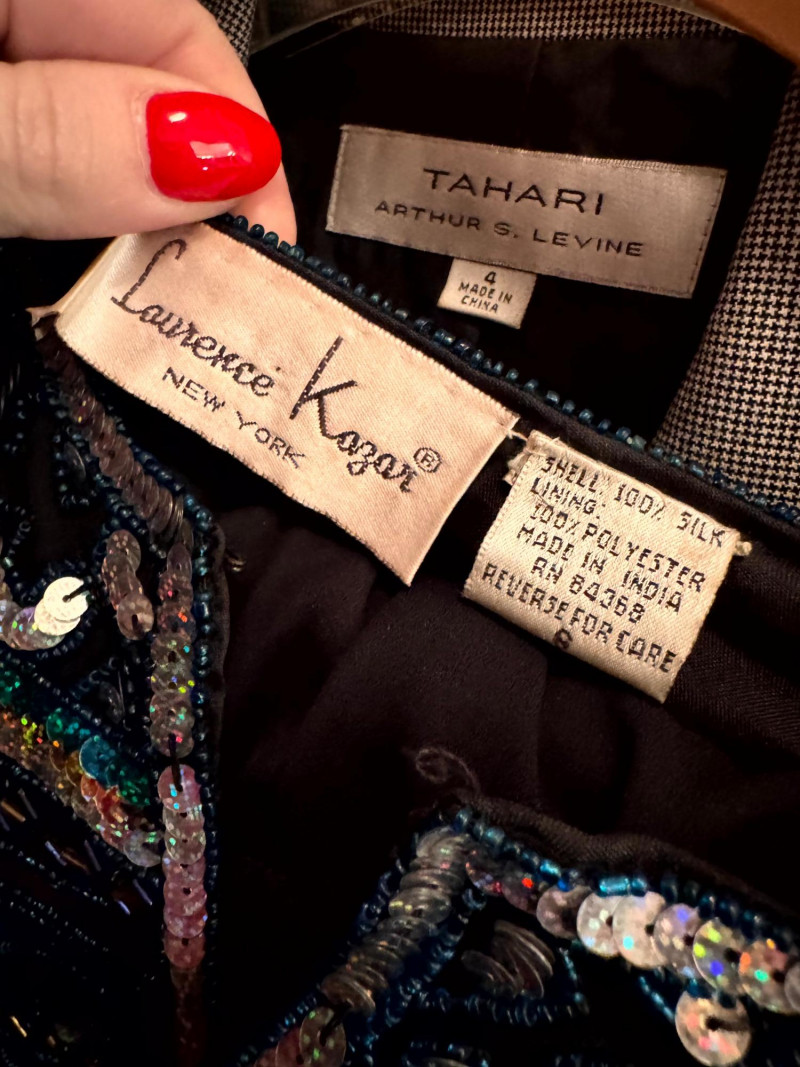 TAHARI
ARTHUR S. LEVINE
4
MADE IN
CHINA
Laurence Kazar®
NEW YORK
SHELL: 100% SILK
LINING:
100% POLYESTER
MADE IN INDIA
RN 84368
REVERSE FOR CARE